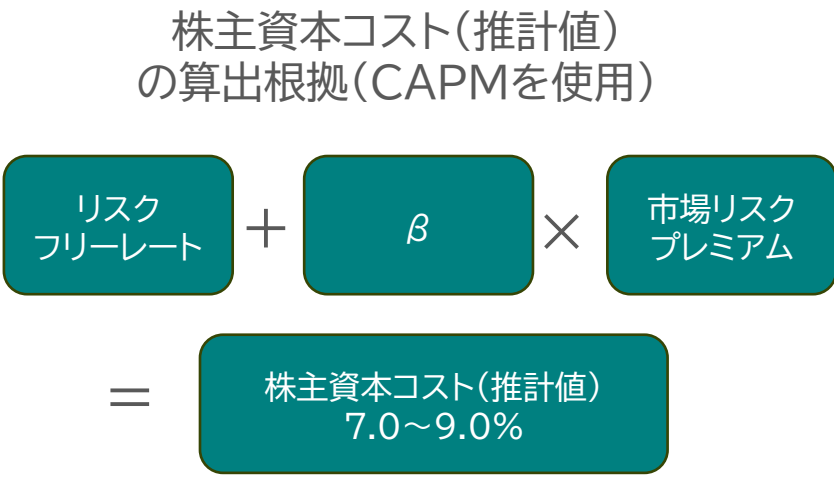 株主資本コスト（推計値）
の算出根拠（CAPMを使用）
リスク
フリーレート
＋
β
×
市場リスク
プレミアム
＝
株主資本コスト（推計値）
7.0～9.0%